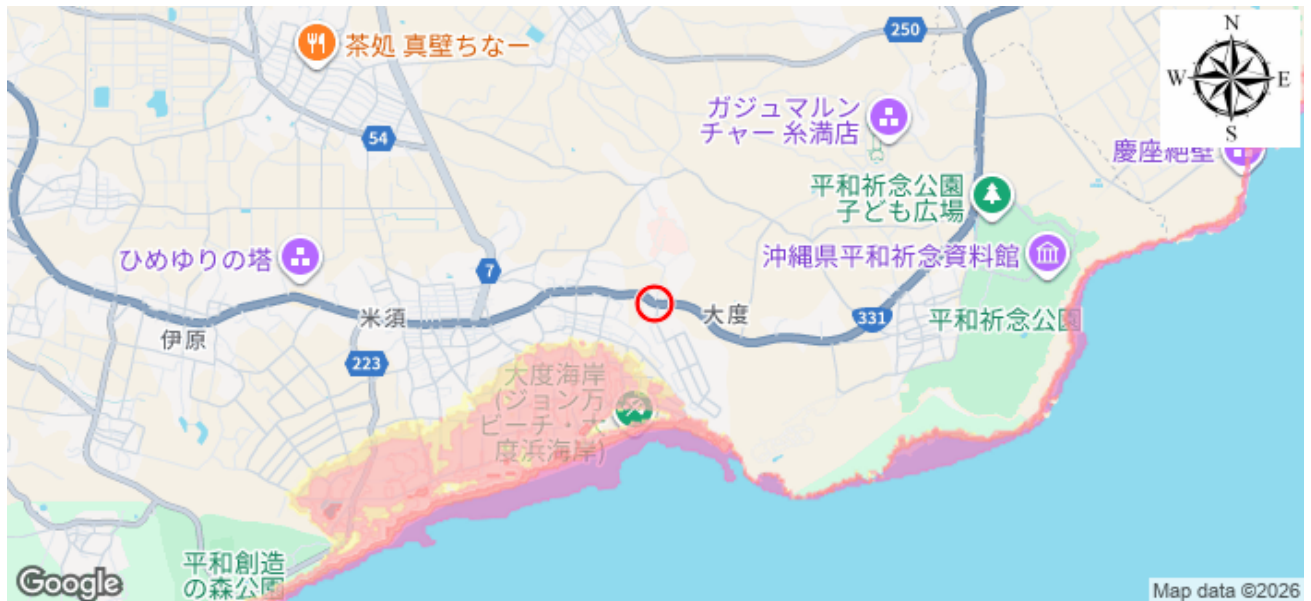 N
W
E
S
250
茶処 真壁ちなー
ガジュマルン
チャー 糸満店
54
慶座絶壁
平和祈念公園
子ども広場
ひめゆりの塔
7
沖縄県平和祈念資料館
米須
大度
331
平和祈念公園
伊原
223
大度海岸
(ジョン万
ビーチ・大
度浜海岸)
平和創造
の森公園
Google
Map data ©2026